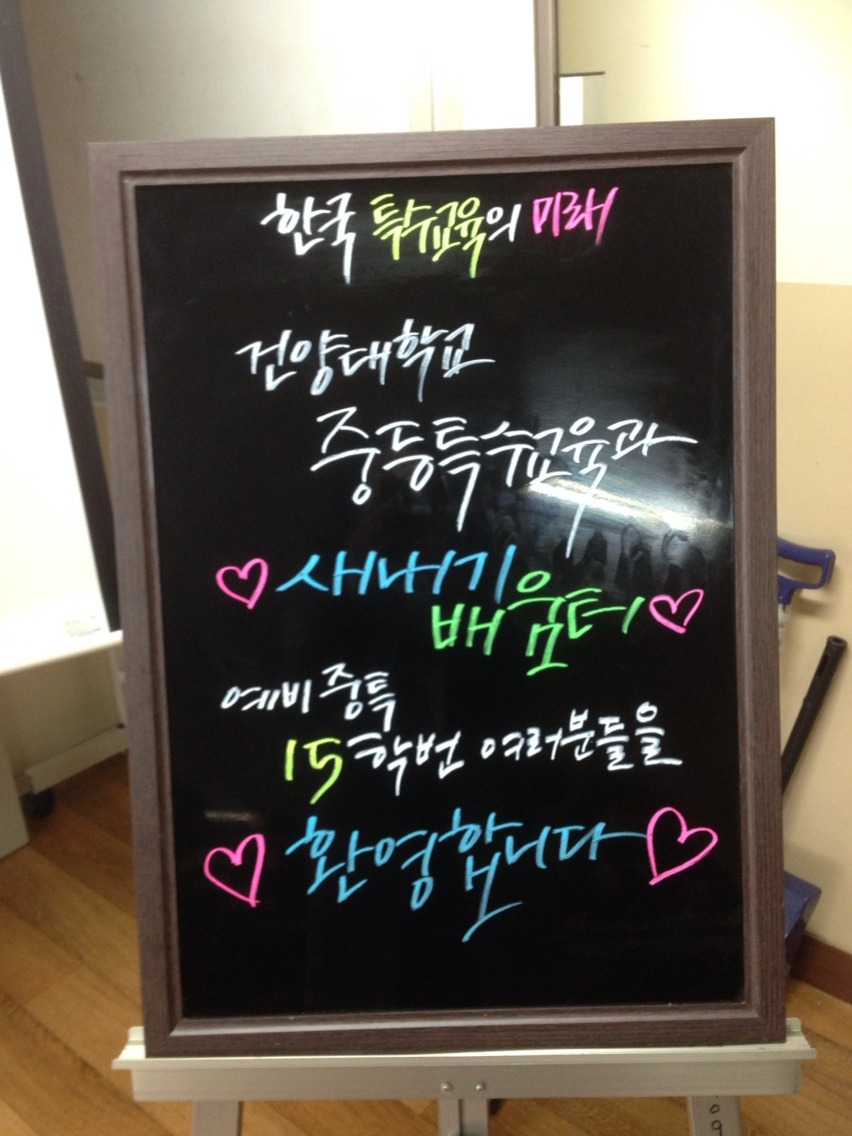 한국 특수교육의 미래
건양대학교
중등특수교육과
♡ 새내기
배움터 ♡
예비 중특
15학번 여러분들을
♡ 환영합니다 ♡
09